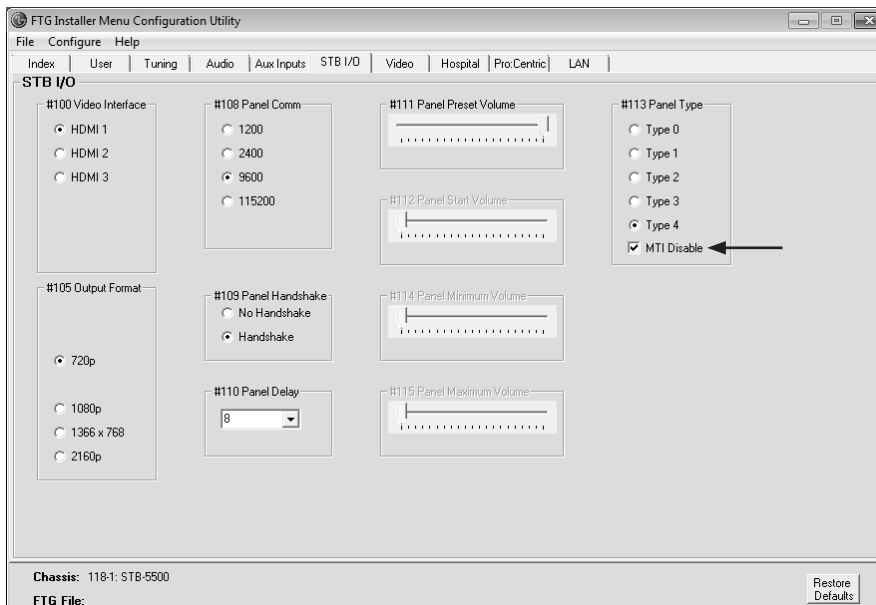 FTG Installer Menu Configuration Utility
File Configure Help
Index User Tuning Audio Aux Inputs STB I/O Video Hospital Pro:Centric LAN
STB I/O
#100 Video Interface
HDMI 1
HDMI 2
HDMI 3
#105 Output Format
720p
1080p
1366 x 768
2160p
#108 Panel Comm
1200
2400
9600
115200
#109 Panel Handshake
No Handshake
Handshake
#110 Panel Delay
8
#111 Panel Preset Volume
#112 Panel Start Volume
#114 Panel Minimum Volume
#115 Panel Maximum Volume
#113 Panel Type
Type 0
Type 1
Type 2
Type 3
Type 4
MTI Disable
Chassis: 118-1: STB-5500
FTG File:
Restore
Defaults